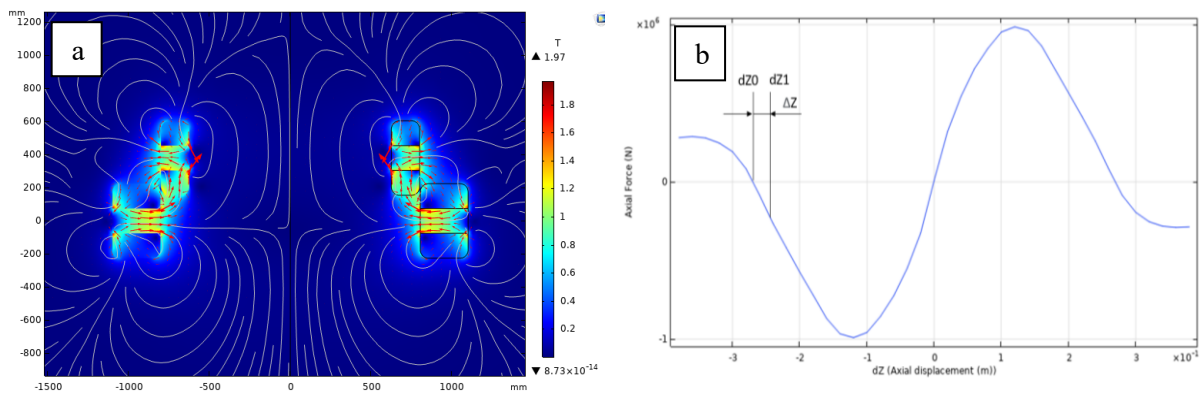 a
mm
1200
1000
800
600
400
200
0
-200
-400
-600
-800
-1500 -1000 -500 0 500 1000 mm
T
▲ 1.97
1.8
1.6
1.4
1.2
1
0.8
0.6
0.4
0.2
▼ 8.73×10⁻¹⁴
b
×10⁶
dZ0 dZ1
ΔZ
Axial Force (N)
0
-1
-3 -2 -1 0 1 2 3 ×10⁻¹
dZ (Axial displacement (m))